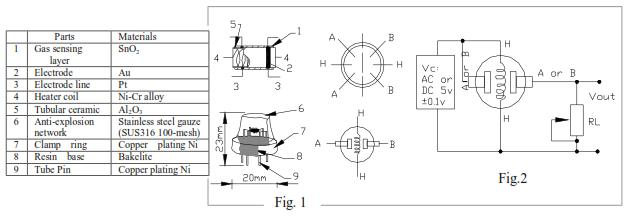 Parts Materials
1 Gas sensing layer SnO₂
2 Electrode Au
3 Electrode line Pt
4 Heater coil Ni-Cr alloy
5 Tubular ceramic Al₂O₃
6 Anti-explosion network Stainless steel gauze (SUS316 100-mesh)
7 Clamp ring Copper plating Ni
8 Resin base Bakelite
9 Tube Pin Copper plating Ni
5 1
4 4
2
3 3
6
7
8
9
23mm
20mm
A H B
A H B
H
A B
H
Fig. 1
Vc:
AC or
DC 5v
±0.1v
H
A or B
A or B
H
Vout
RL
Fig.2